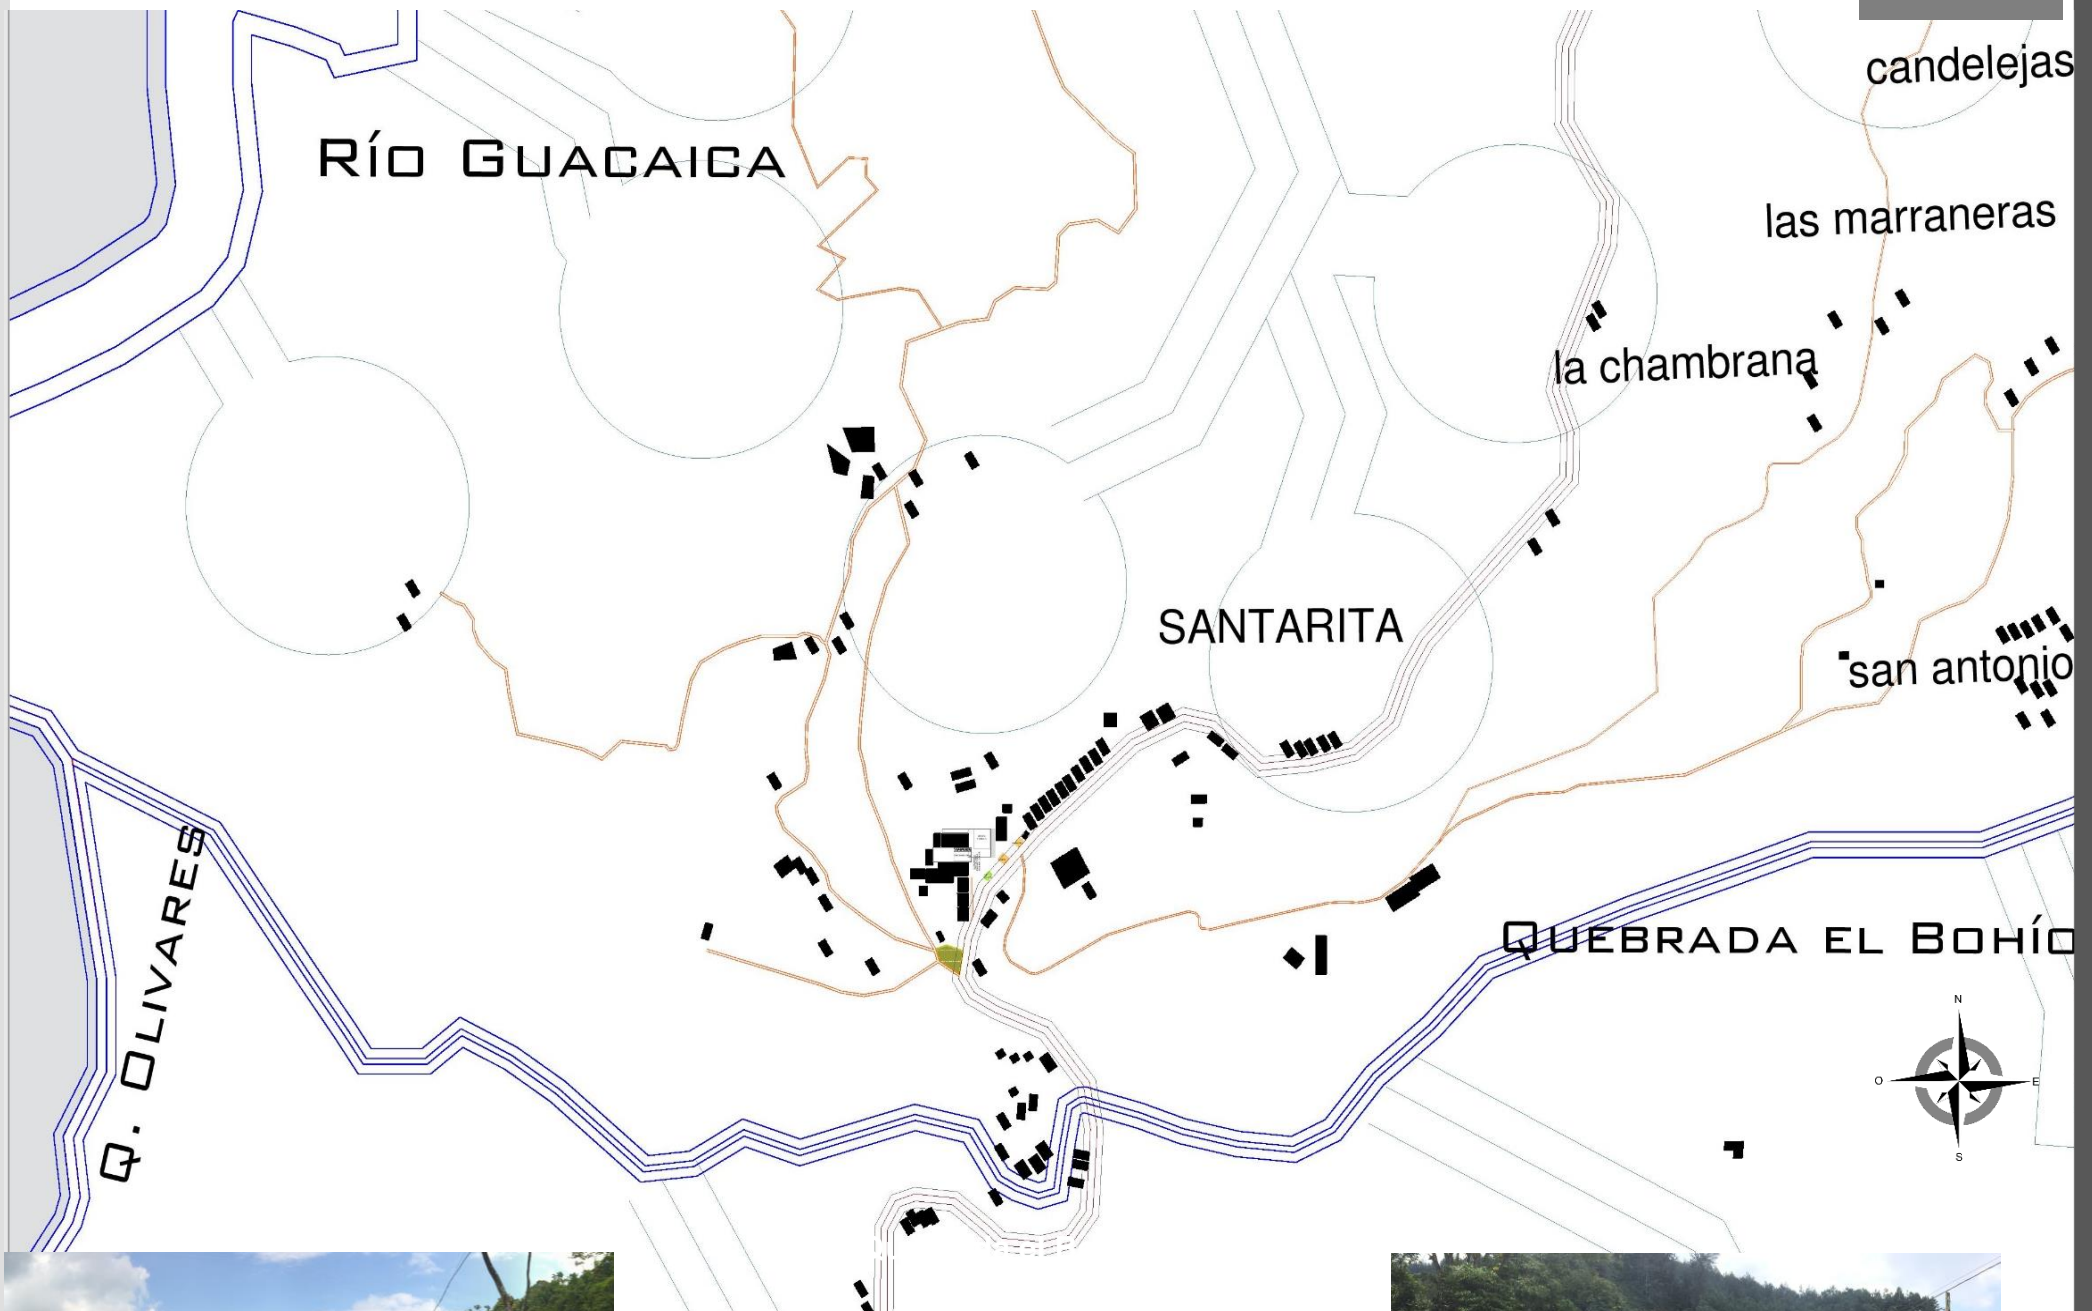 candelejas
RÍO GUACAICA
las marraneras
la chambrana
SANTARITA
san antonio
Q. OLIVARES
QUEBRADA EL BOHÍO
N
O
E
S